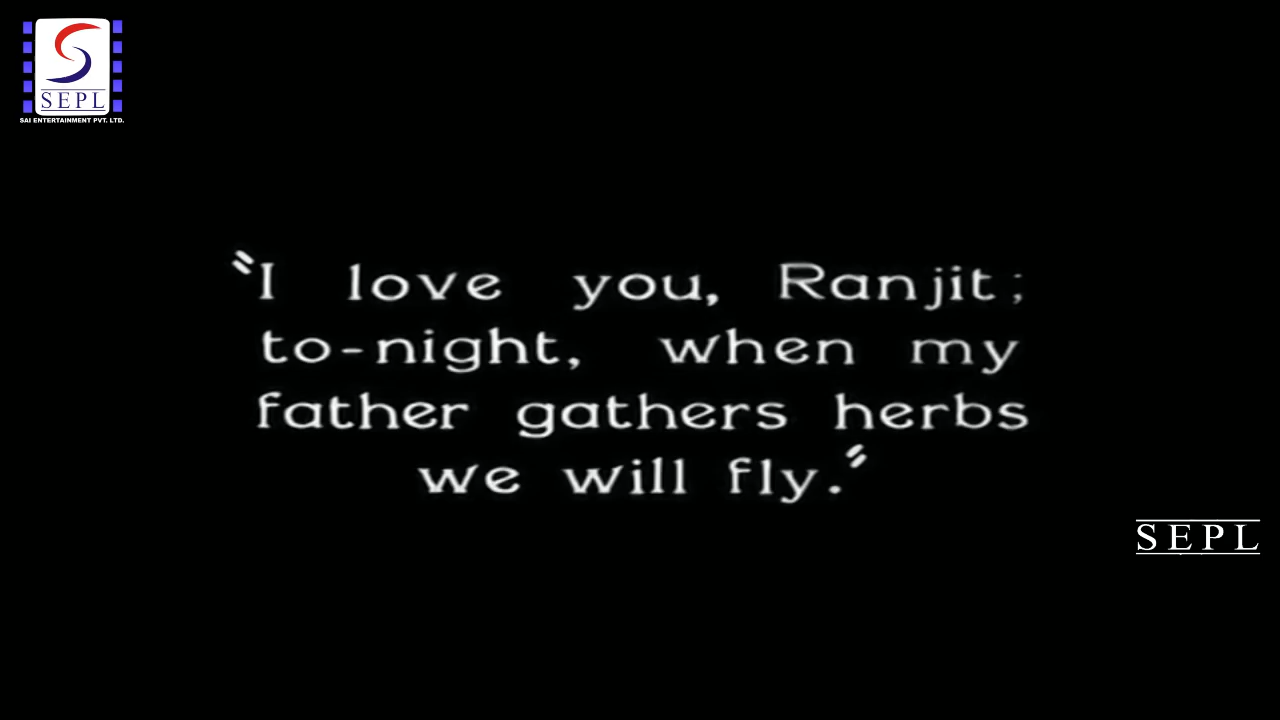 SEPL
SAI ENTERTAINMENT PVT. LTD.
"I love you, Ranjit;
to-night, when my
father gathers herbs
we will fly."
SEPL